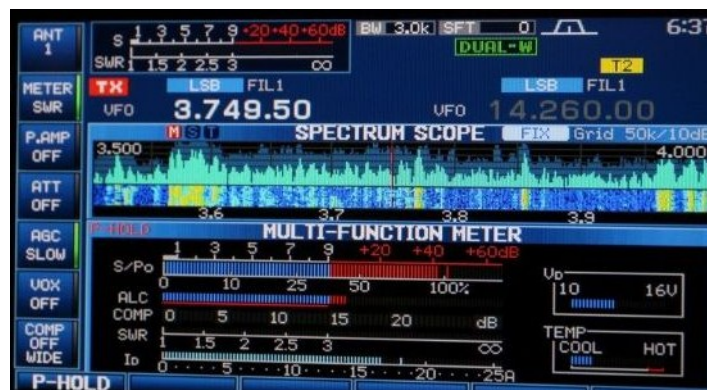 ANT
1
METER
SWR
P.AMP
OFF
ATT
OFF
AGC
SLOW
VOX
OFF
COMP
OFF
WIDE
S 1 3 5 7 9 +20+40+60dB
SWR 1 1.5 2 2.5 3 ∞
BW 3.0k SFT 0
6:37
DUAL-W
T2
TX LSB FIL1
LSB FIL1
VFO 3.749.50
VFO 14.260.00
M S T SPECTRUM SCOPE FIX Grid 50k/10dB
3.500 4.000
3.6 3.7 3.8 3.9
P-HOLD MULTI-FUNCTION METER
1 3 5 7 9 +20 +40 +60dB
S/Po
0 10 25 50 100%
ALC
COMP 0 5 10 15 20 dB
SWR 1 1.5 2 2.5 3 ∞
ID
0 5 10 15 20 25A
VD
10 16V
TEMP
COOL HOT
P-HOLD